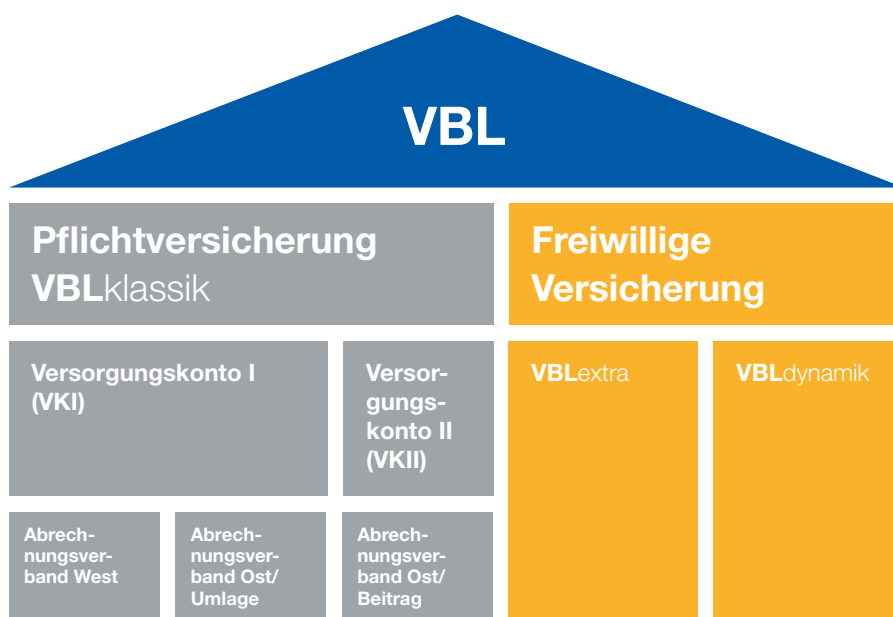 VBL
Pflichtversicherung
VBLklassik
Freiwillige
Versicherung
Versorgungskonto I
(VKI)
Versor-
gungs-
konto II
(VKII)
VBLextra
VBLdynamik
Abrech-
nungsver-
band West
Abrech-
nungsver-
band Ost/
Umlage
Abrech-
nungsver-
band Ost/
Beitrag